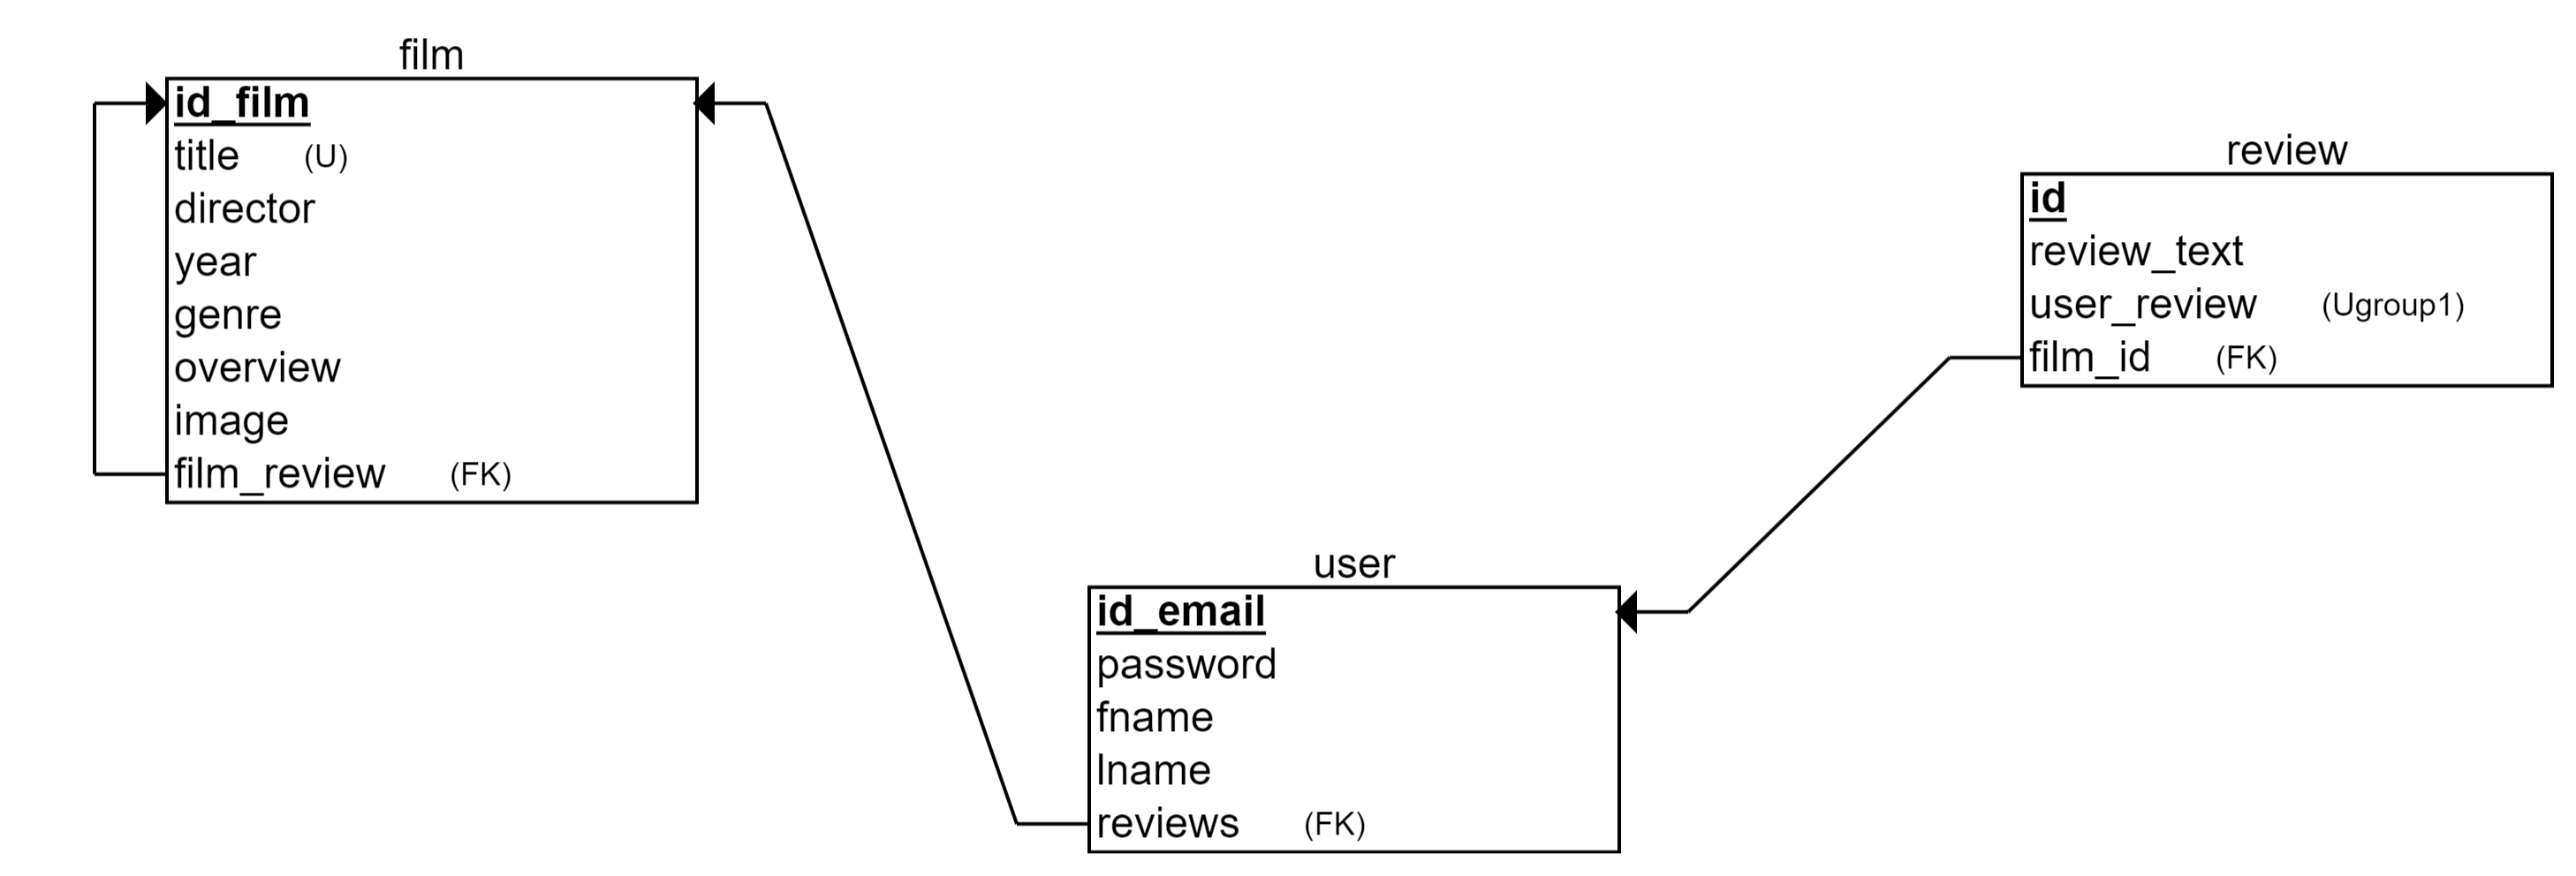 film
id_film
title (U)
director
year
genre
overview
image
film_review (FK)
review
id
review_text
user_review (Ugroup1)
film_id (FK)
user
id_email
password
fname
lname
reviews (FK)